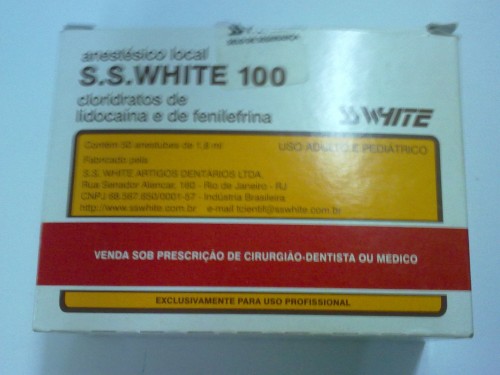 anestésico local
S.S.WHITE 100
cloridratos de
lidocaína e de fenilefrina
SS WHITE
Contém 50 anestubes de 1,8 ml
USO ADULTO E PEDIÁTRICO
Fabricado pela
S.S. WHITE ARTIGOS DENTÁRIOS LTDA.
Rua Senador Alencar, 160 - Rio de Janeiro - RJ
Indústria Brasileira
http://www.sswhite.com.br
VENDA SOB PRESCRIÇÃO DE CIRURGIÃO-DENTISTA OU MÉDICO
EXCLUSIVAMENTE PARA USO PROFISSIONAL